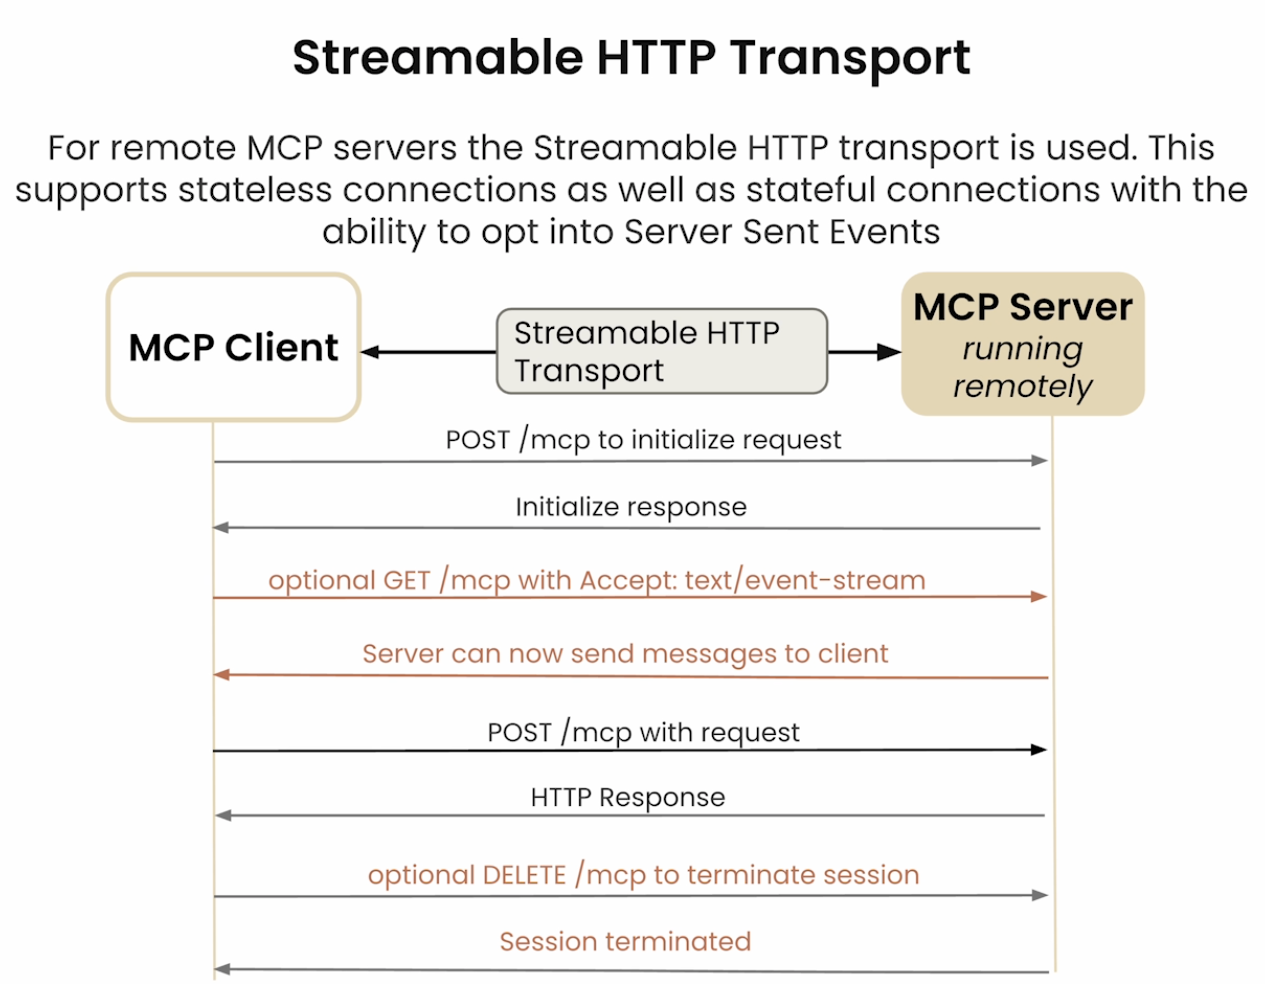 Streamable HTTP Transport
For remote MCP servers the Streamable HTTP transport is used. This
supports stateless connections as well as stateful connections with the
ability to opt into Server Sent Events
MCP Client
Streamable HTTP
Transport
MCP Server
running
remotely
POST /mcp to initialize request
Initialize response
optional GET /mcp with Accept: text/event-stream
Server can now send messages to client
POST /mcp with request
HTTP Response
optional DELETE /mcp to terminate session
Session terminated